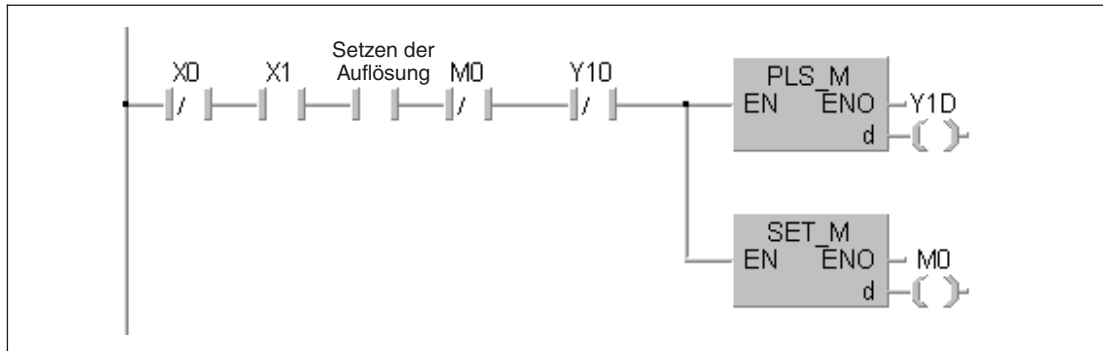 Setzen der
X0 X1 Auflösung M0 Y10
PLS_M
EN ENO Y1D
d
SET_M
EN ENO M0
d